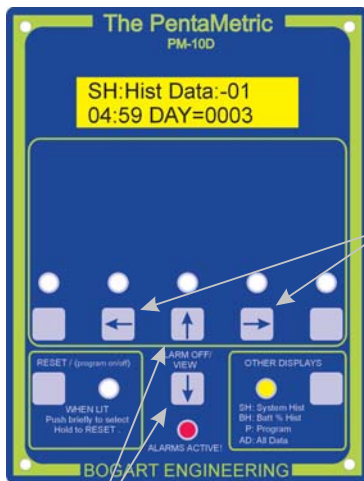 The PentaMetric
PM-10D
SH:Hist Data:-01
04:59 DAY=0003
RESET / (program on/off)
WHEN LIT
Push briefly to select
Hold to RESET .
LARM OFF/
VIEW
ALARMS ACTIVE!
OTHER DISPLAYS
SH: System Hist
BH: Batt % Hist
P: Program
AD: All Data
BOGART ENGINEERING